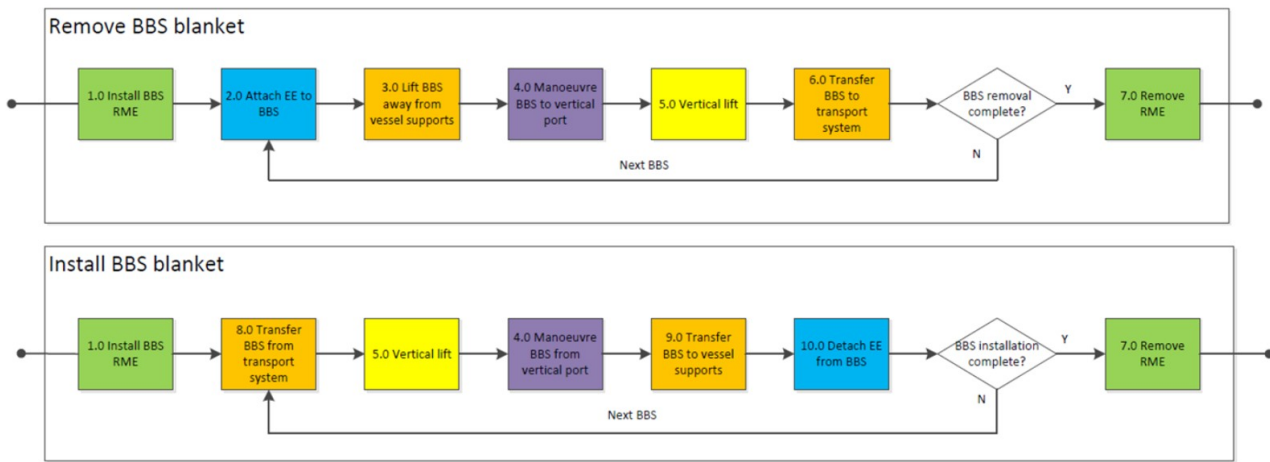 Remove BBS blanket
1.0 Install BBS
RME
2.0 Attach EE to
BBS
3.0 Lift BBS
away from
vessel supports
4.0 Manoeuvre
BBS to vertical
port
5.0 Vertical lift
6.0 Transfer
BBS to
transport
system
BBS removal
complete?
Y
7.0 Remove
RME
N
Next BBS
Install BBS blanket
1.0 Install BBS
RME
8.0 Transfer
BBS from
transport
system
5.0 Vertical lift
4.0 Manoeuvre
BBS from
vertical port
9.0 Transfer
BBS to vessel
supports
10.0 Detach EE
from BBS
BBS installation
complete?
Y
7.0 Remove
RME
N
Next BBS